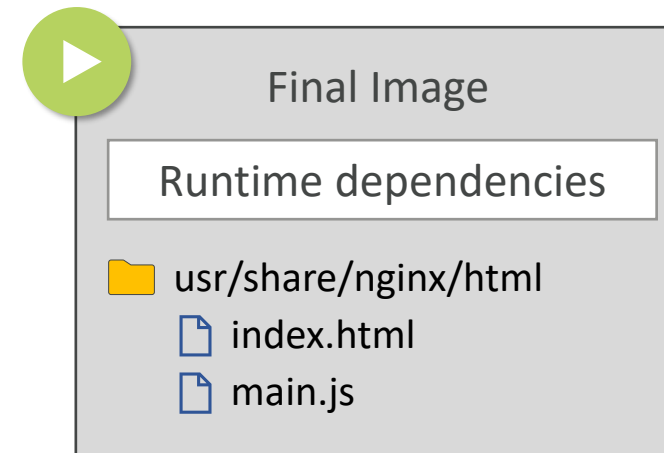 Final Image
Runtime dependencies
usr/share/nginx/html
index.html
main.js